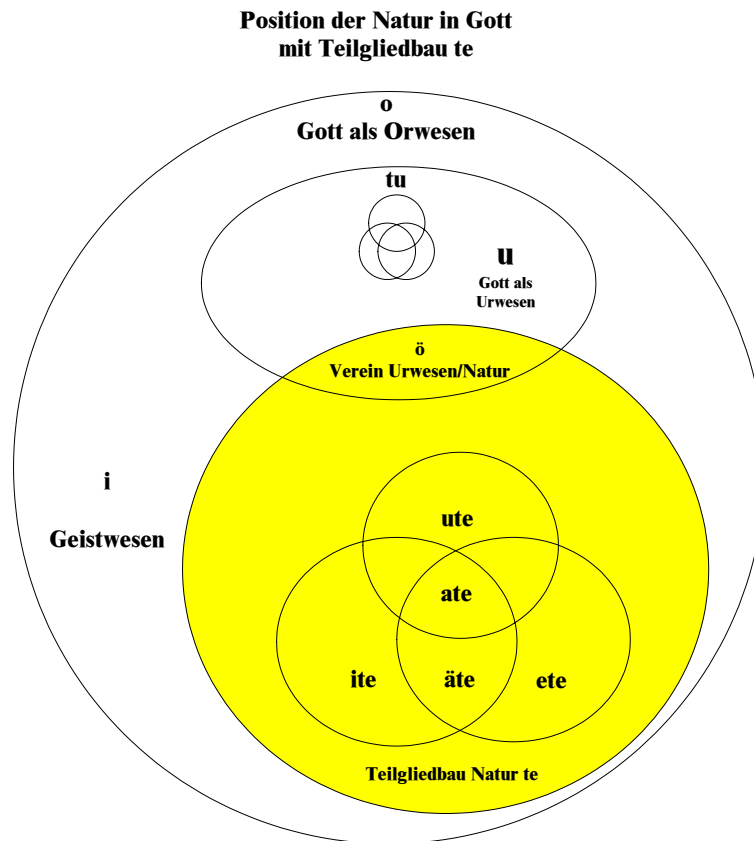 Position der Natur in Gott
mit Teilgliedbau te
o
Gott als Orwesen
tu
u
Gott als
Urwesen
ö
Verein Urwesen/Natur
i
Geistwesen
ute
ate
ite
äte
ete
Teilgliedbau Natur te